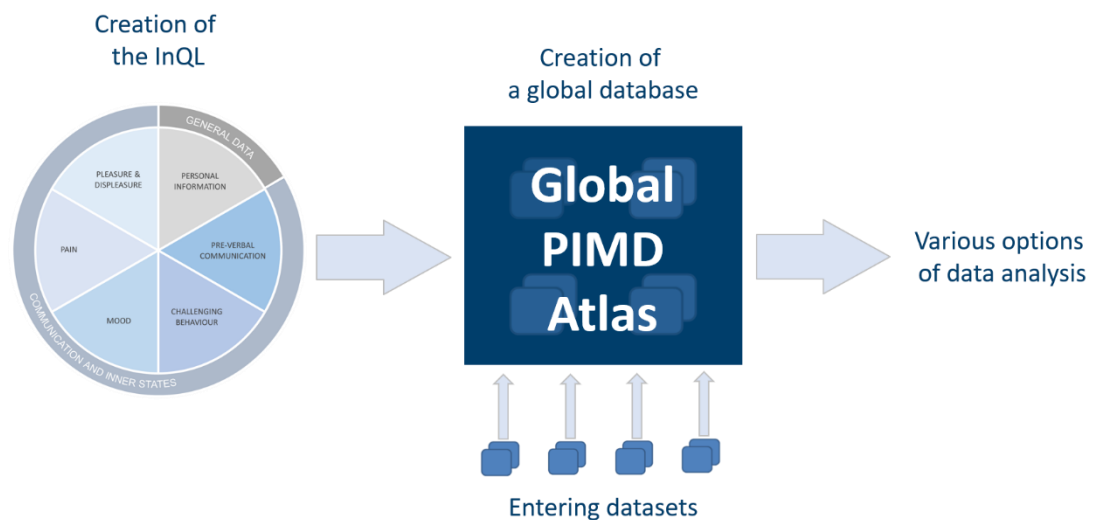 Creation of
the InQL
GENERAL DATA
PLEASURE &
DISPLEASURE
PERSONAL
INFORMATION
PAIN
PRE-VERBAL
COMMUNICATION
MOOD
CHALLENGING
BEHAVIOUR
COMMUNICATION AND INNER STATES
Creation of
a global database
Global
PIMD
Atlas
Entering datasets
Various options
of data analysis